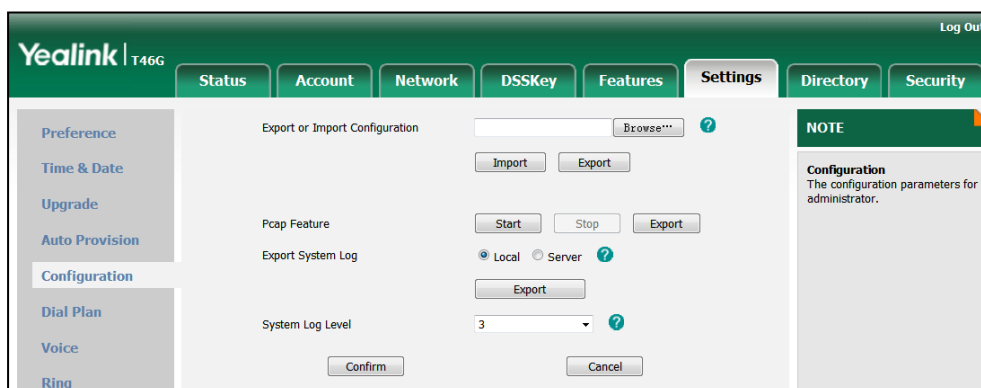 Log Out
Yealink | T46G
Status Account Network DSSKey Features Settings Directory Security
Preference
Time & Date
Upgrade
Auto Provision
Configuration
Dial Plan
Voice
Ring
Export or Import Configuration Browse...
Import Export
Pcap Feature Start Stop Export
Export System Log Local Server
Export
System Log Level 3
Confirm Cancel
NOTE
Configuration
The configuration parameters for
administrator.